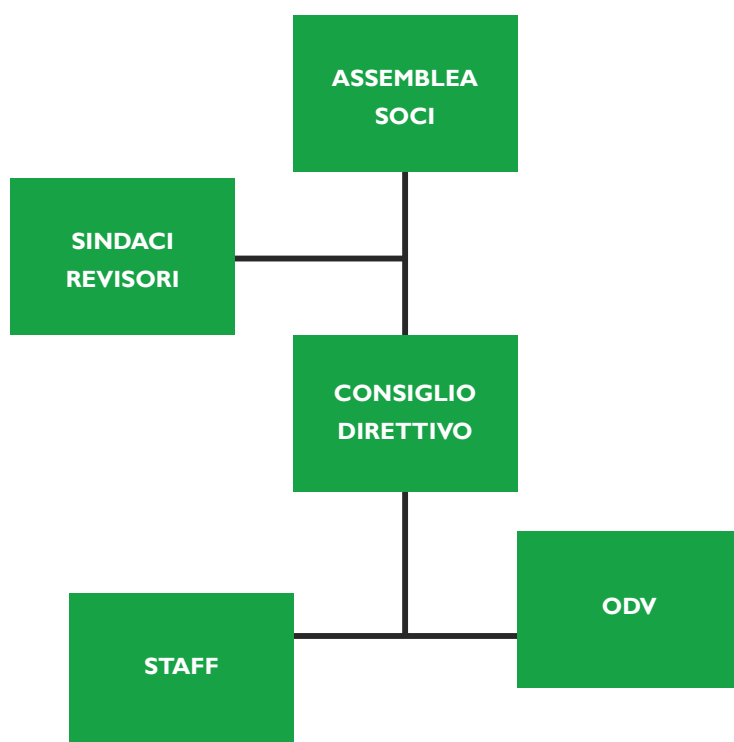 ASSEMBLEA
SOCI
SINDACI
REVISORI
CONSIGLIO
DIRETTIVO
ODV
STAFF